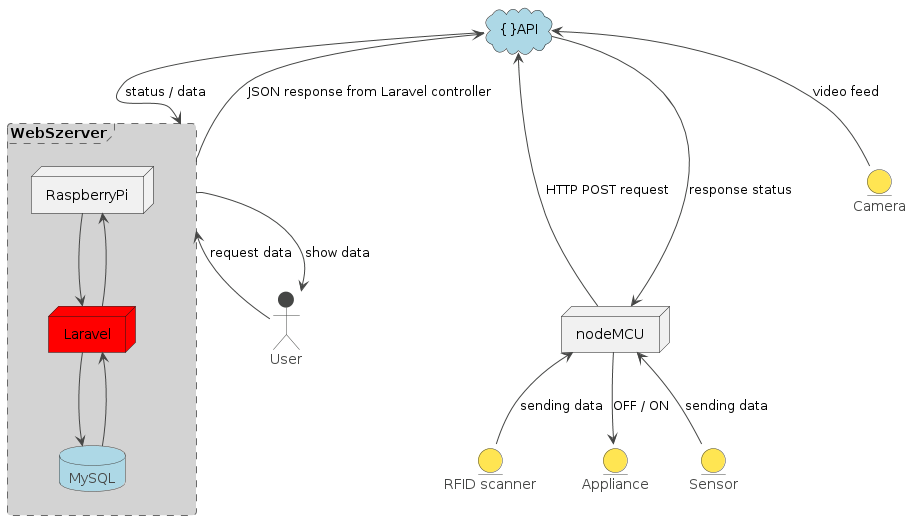 { }API
status / data
JSON response from Laravel controller
video feed
WebSzerver
RaspberryPi
HTTP POST request
response status
Camera
request data
show data
Laravel
User
nodeMCU
sending data
OFF / ON
sending data
MySQL
RFID scanner
Appliance
Sensor